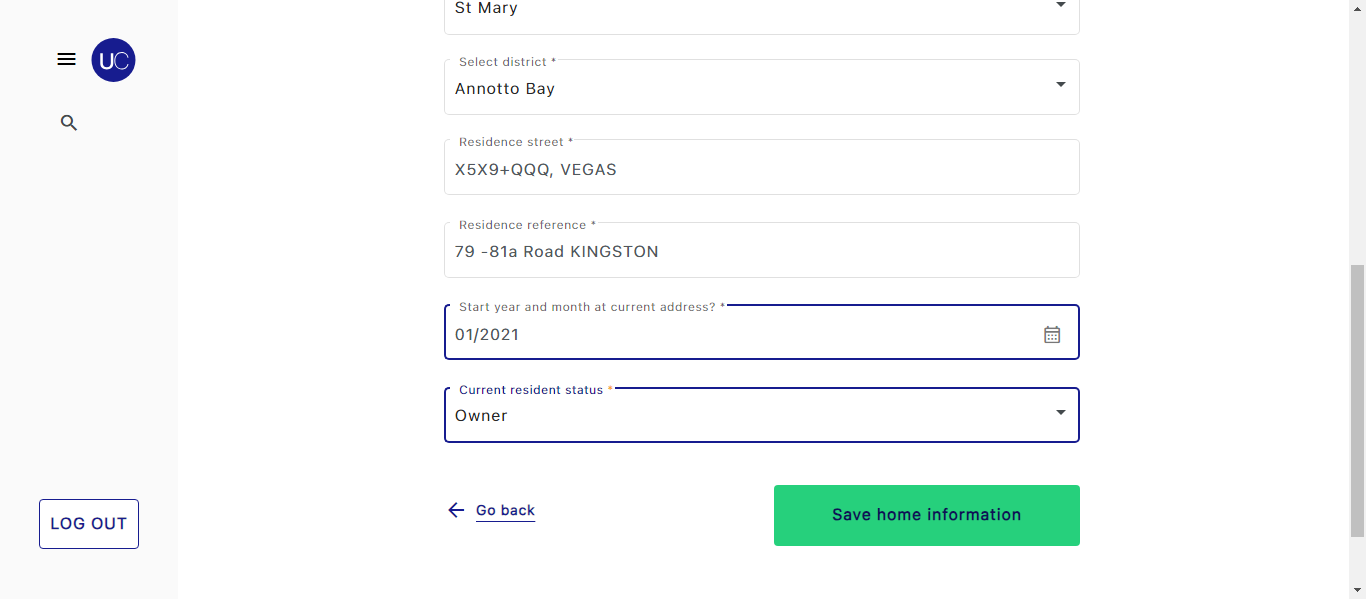 St Mary
UC
Select district *
Annotto Bay
Residence street *
X5X9+QQQ, VEGAS
Residence reference *
79 -81a Road KINGSTON
Start year and month at current address? *
01/2021
Current resident status *
Owner
Go back
Save home information
LOG OUT